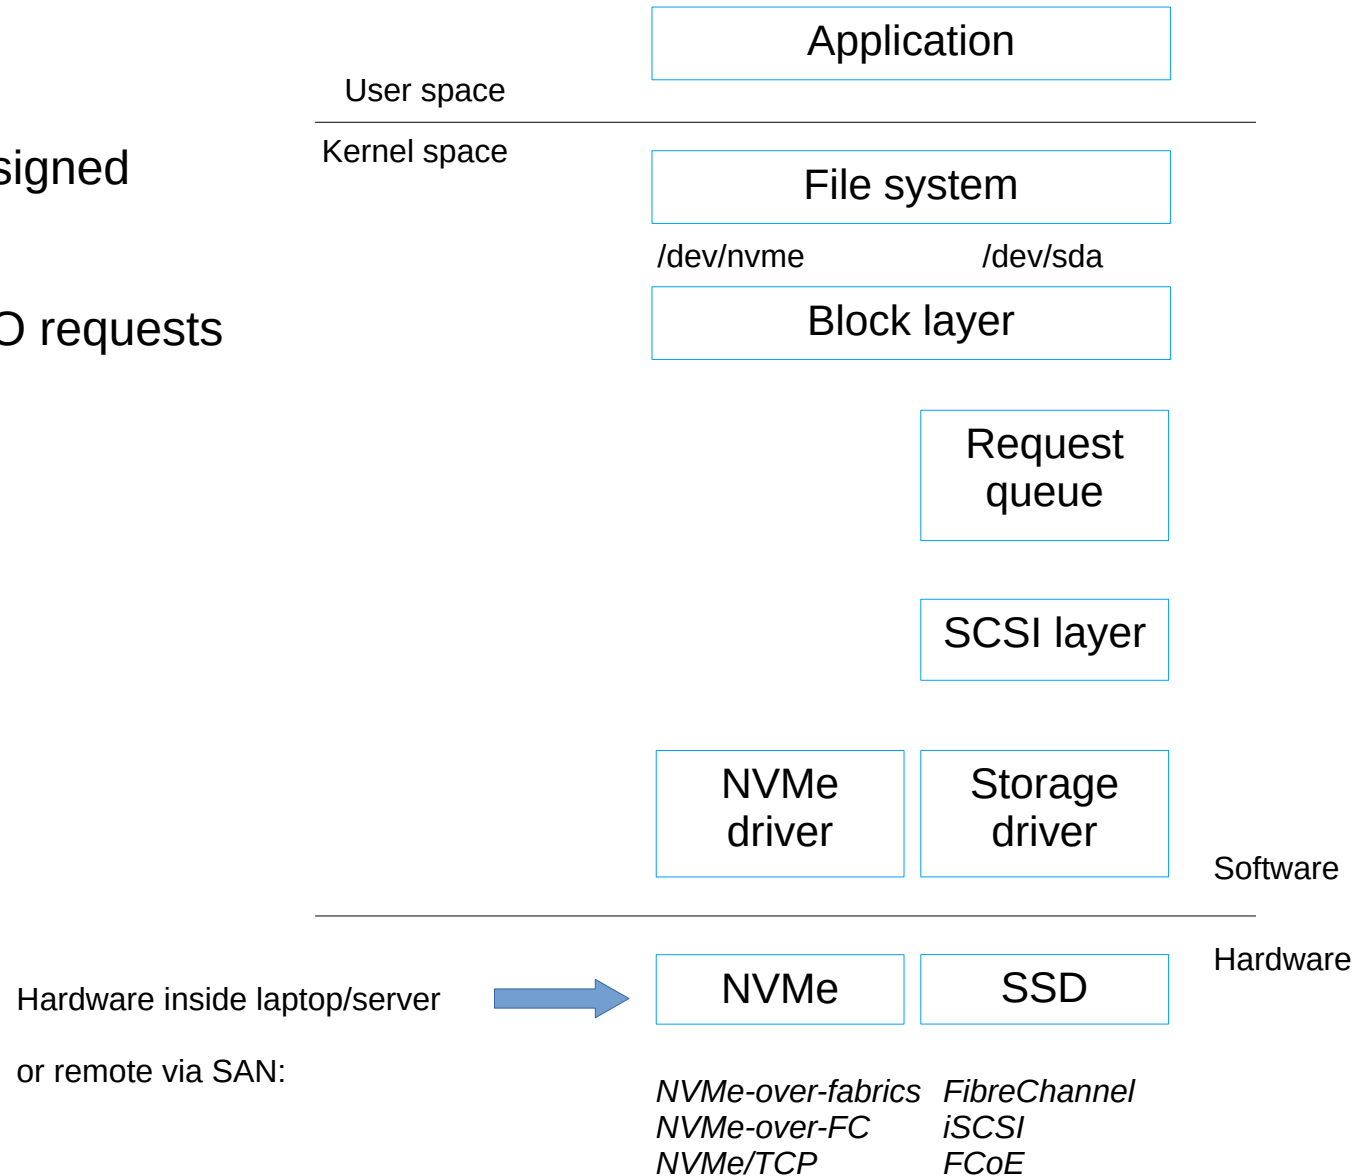 Application
User space
Kernel space
signed
File system
/dev/nvme /dev/sda
O requests
Block layer
Request
queue
SCSI layer
NVMe
driver
Storage
driver
Software
Hardware
NVMe
SSD
Hardware inside laptop/server
or remote via SAN:
NVMe-over-fabrics FibreChannel
NVMe-over-FC iSCSI
NVMe/TCP FCoE